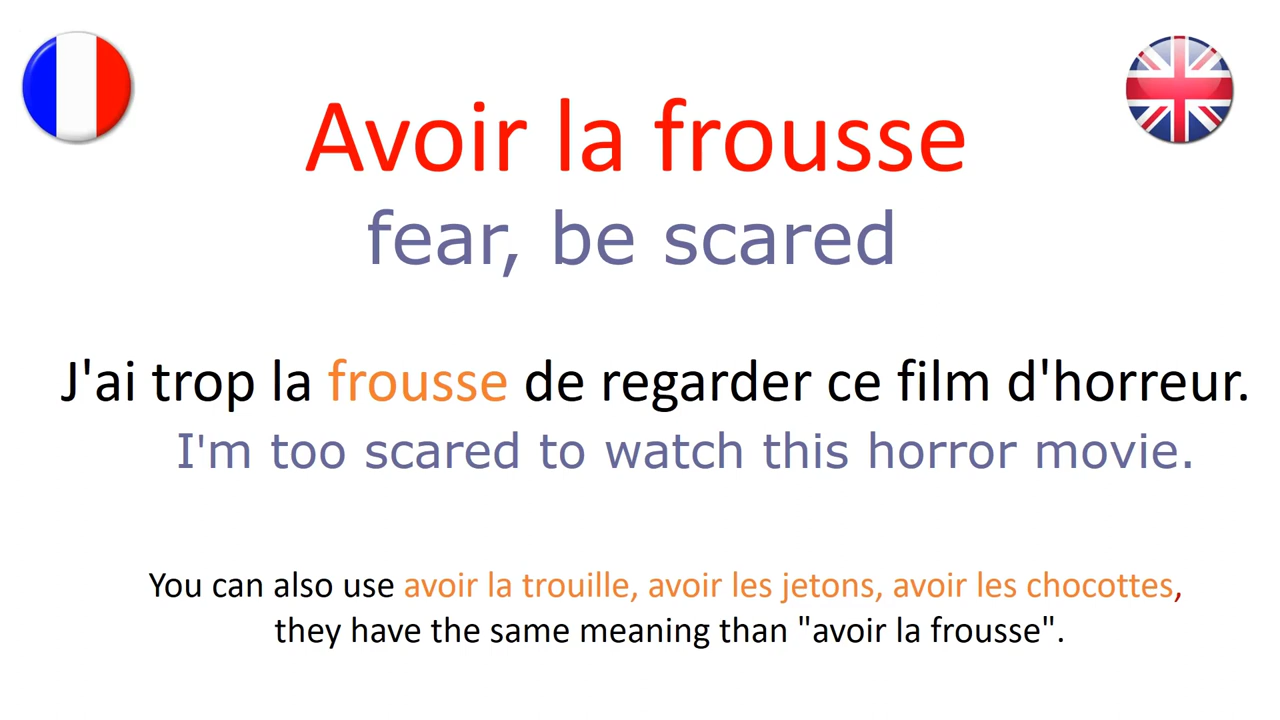 Avoir la frousse
fear, be scared
J'ai trop la frousse de regarder ce film d'horreur.
I'm too scared to watch this horror movie.
You can also use avoir la trouille, avoir les jetons, avoir les chocottes,
they have the same meaning than "avoir la frousse".